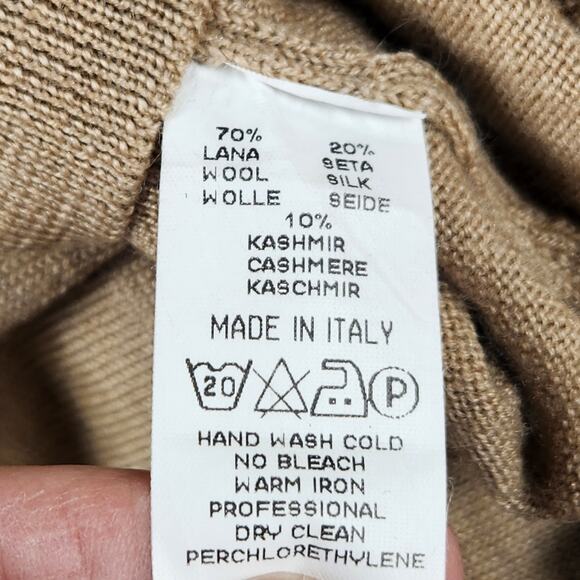 70%
LANA
WOOL
WOLLE
20%
SETA
SILK
SEIDE
10%
KASHMIR
CASHMERE
KASCHMIR
MADE IN ITALY
20 P
HAND WASH COLD
NO BLEACH
WARM IRON
PROFESSIONAL
DRY CLEAN
PERCHLORETHYLENE